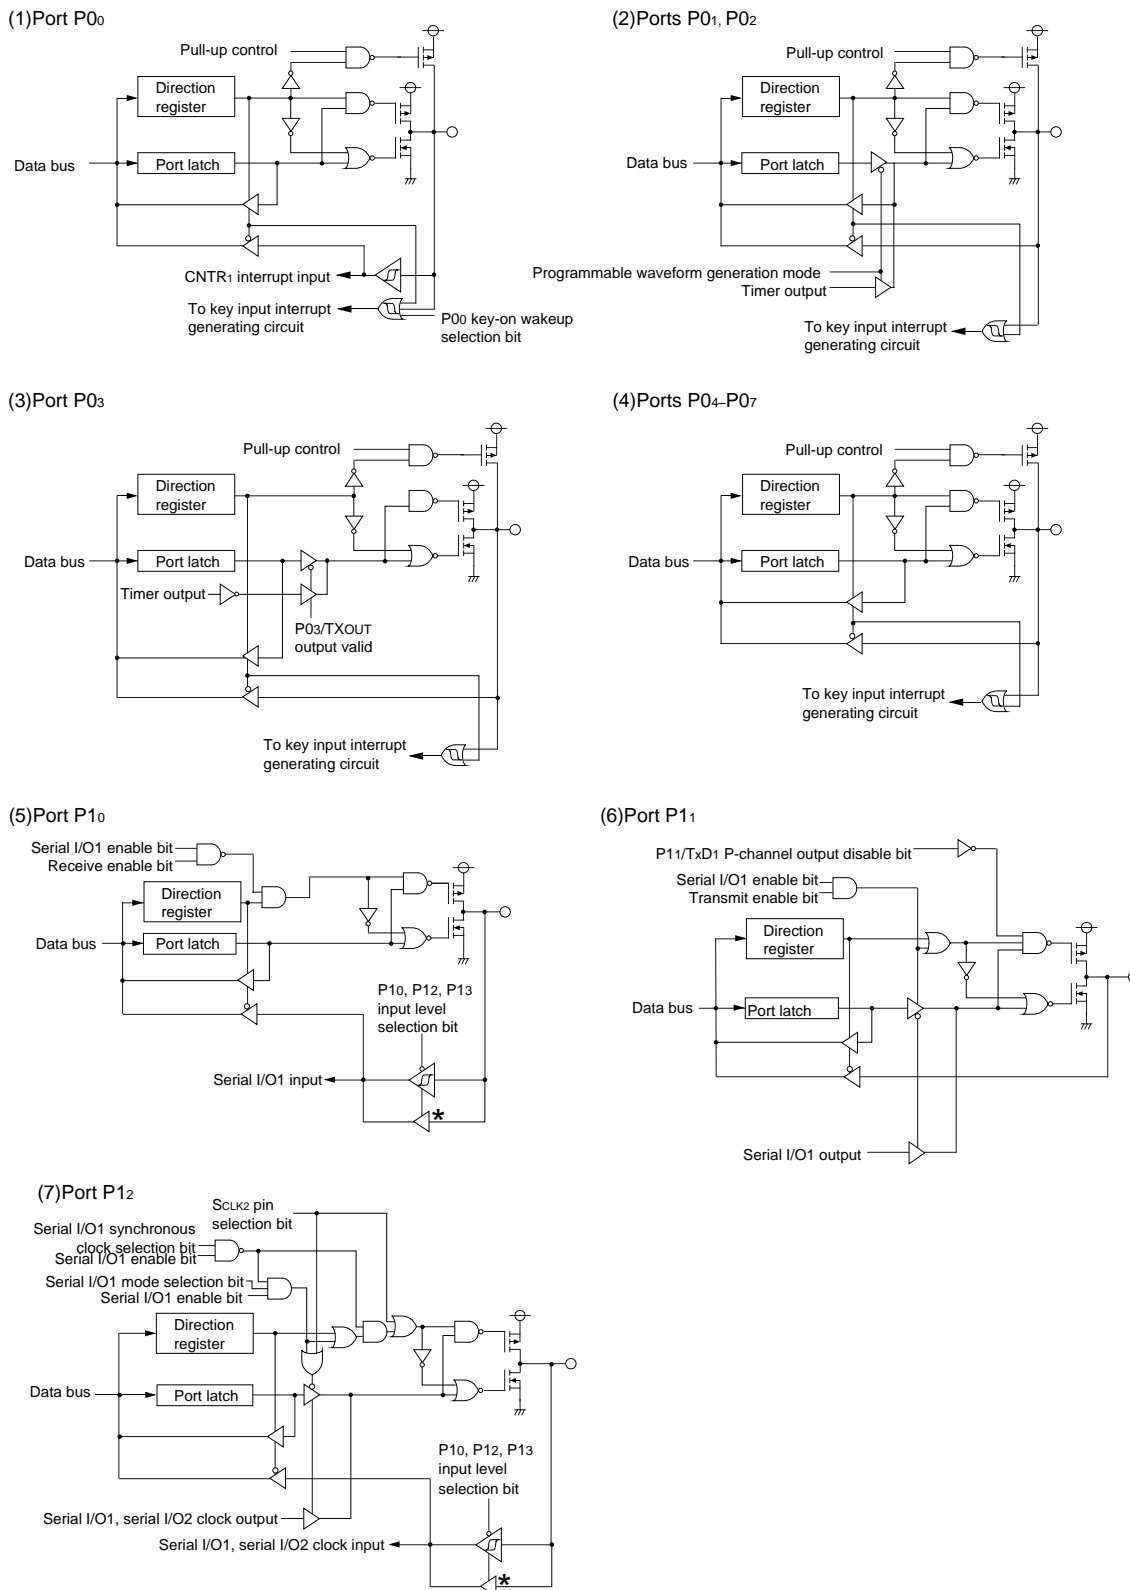 (1)Port P00
Pull-up control
Direction
register
Data bus
Port latch
CNTR1 interrupt input
To key input interrupt
generating circuit
P00 key-on wakeup
selection bit
(2)Ports P01, P02
Pull-up control
Direction
register
Data bus
Port latch
Programmable waveform generation mode
Timer output
To key input interrupt
generating circuit
(3)Port P03
Pull-up control
Direction
register
Data bus
Port latch
Timer output
P03/TXOUT
output valid
To key input interrupt
generating circuit
(4)Ports P04–P07
Pull-up control
Direction
register
Data bus
Port latch
To key input interrupt
generating circuit
(5)Port P10
Serial I/O1 enable bit
Receive enable bit
Direction
register
Data bus
Port latch
P10, P12, P13
input level
selection bit
Serial I/O1 input
*
(6)Port P11
P11/TxD1 P-channel output disable bit
Serial I/O1 enable bit
Transmit enable bit
Direction
register
Data bus
Port latch
Serial I/O1 output
(7)Port P12
SCLK2 pin
selection bit
Serial I/O1 synchronous
clock selection bit
Serial I/O1 enable bit
Serial I/O1 mode selection bit
Serial I/O1 enable bit
Direction
register
Data bus
Port latch
P10, P12, P13
input level
selection bit
Serial I/O1, serial I/O2 clock output
Serial I/O1, serial I/O2 clock input
*